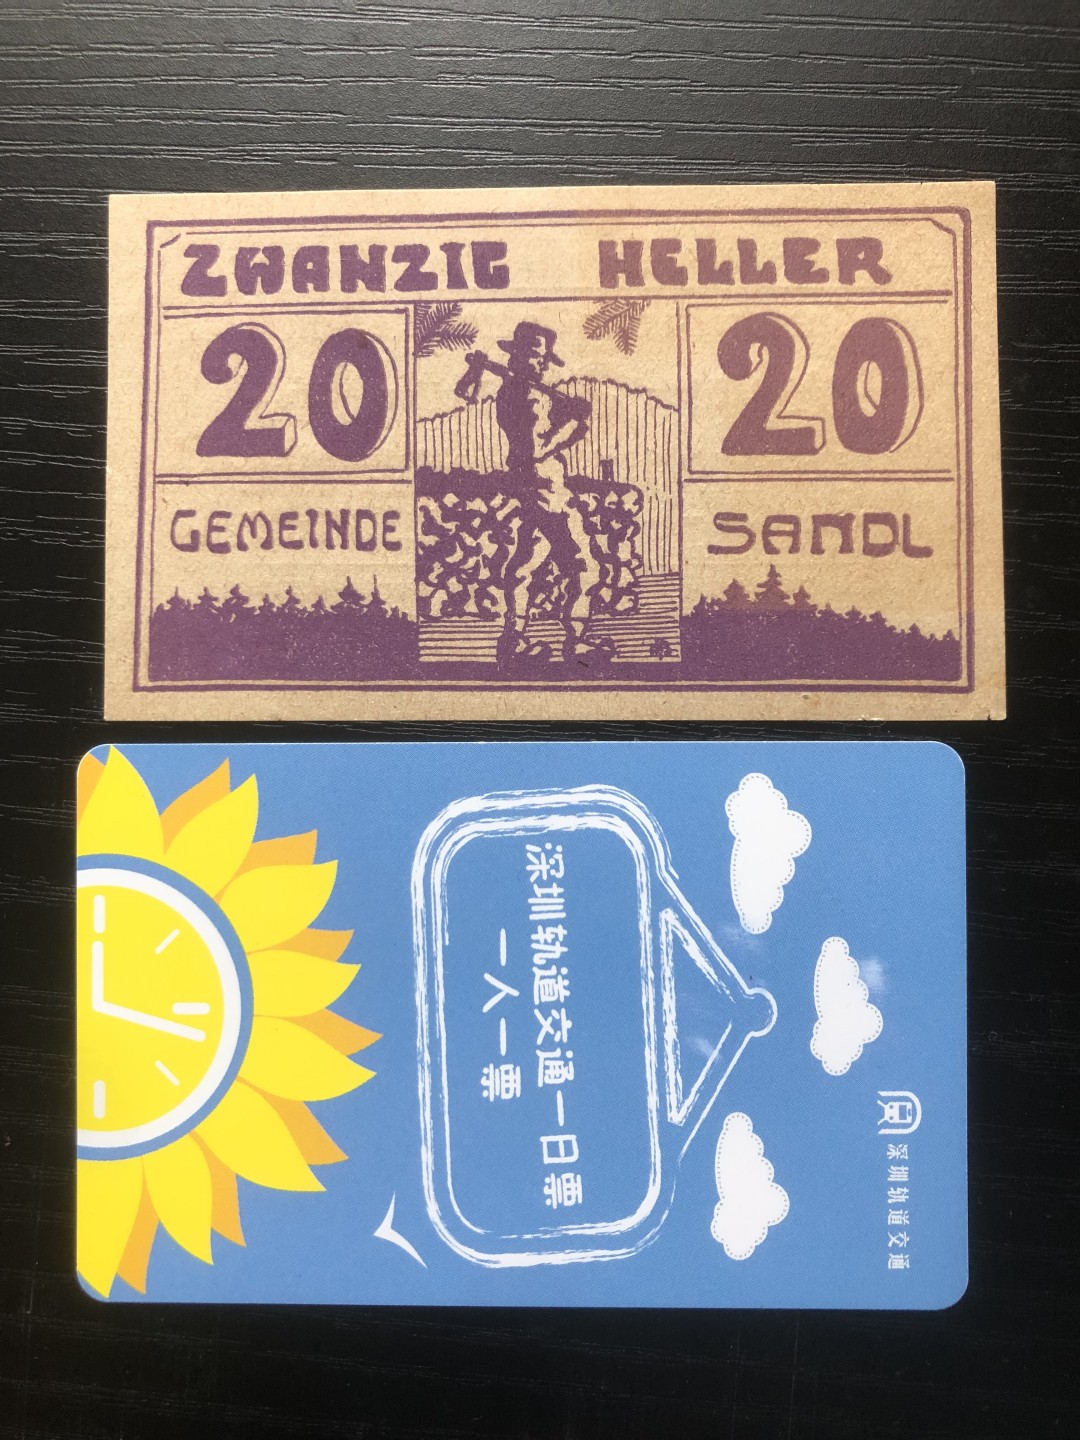 ZWANZIG HELLER
20 20
GEMEINDE SANDL
深圳轨道交通
深圳轨道交通一日票
一人一票